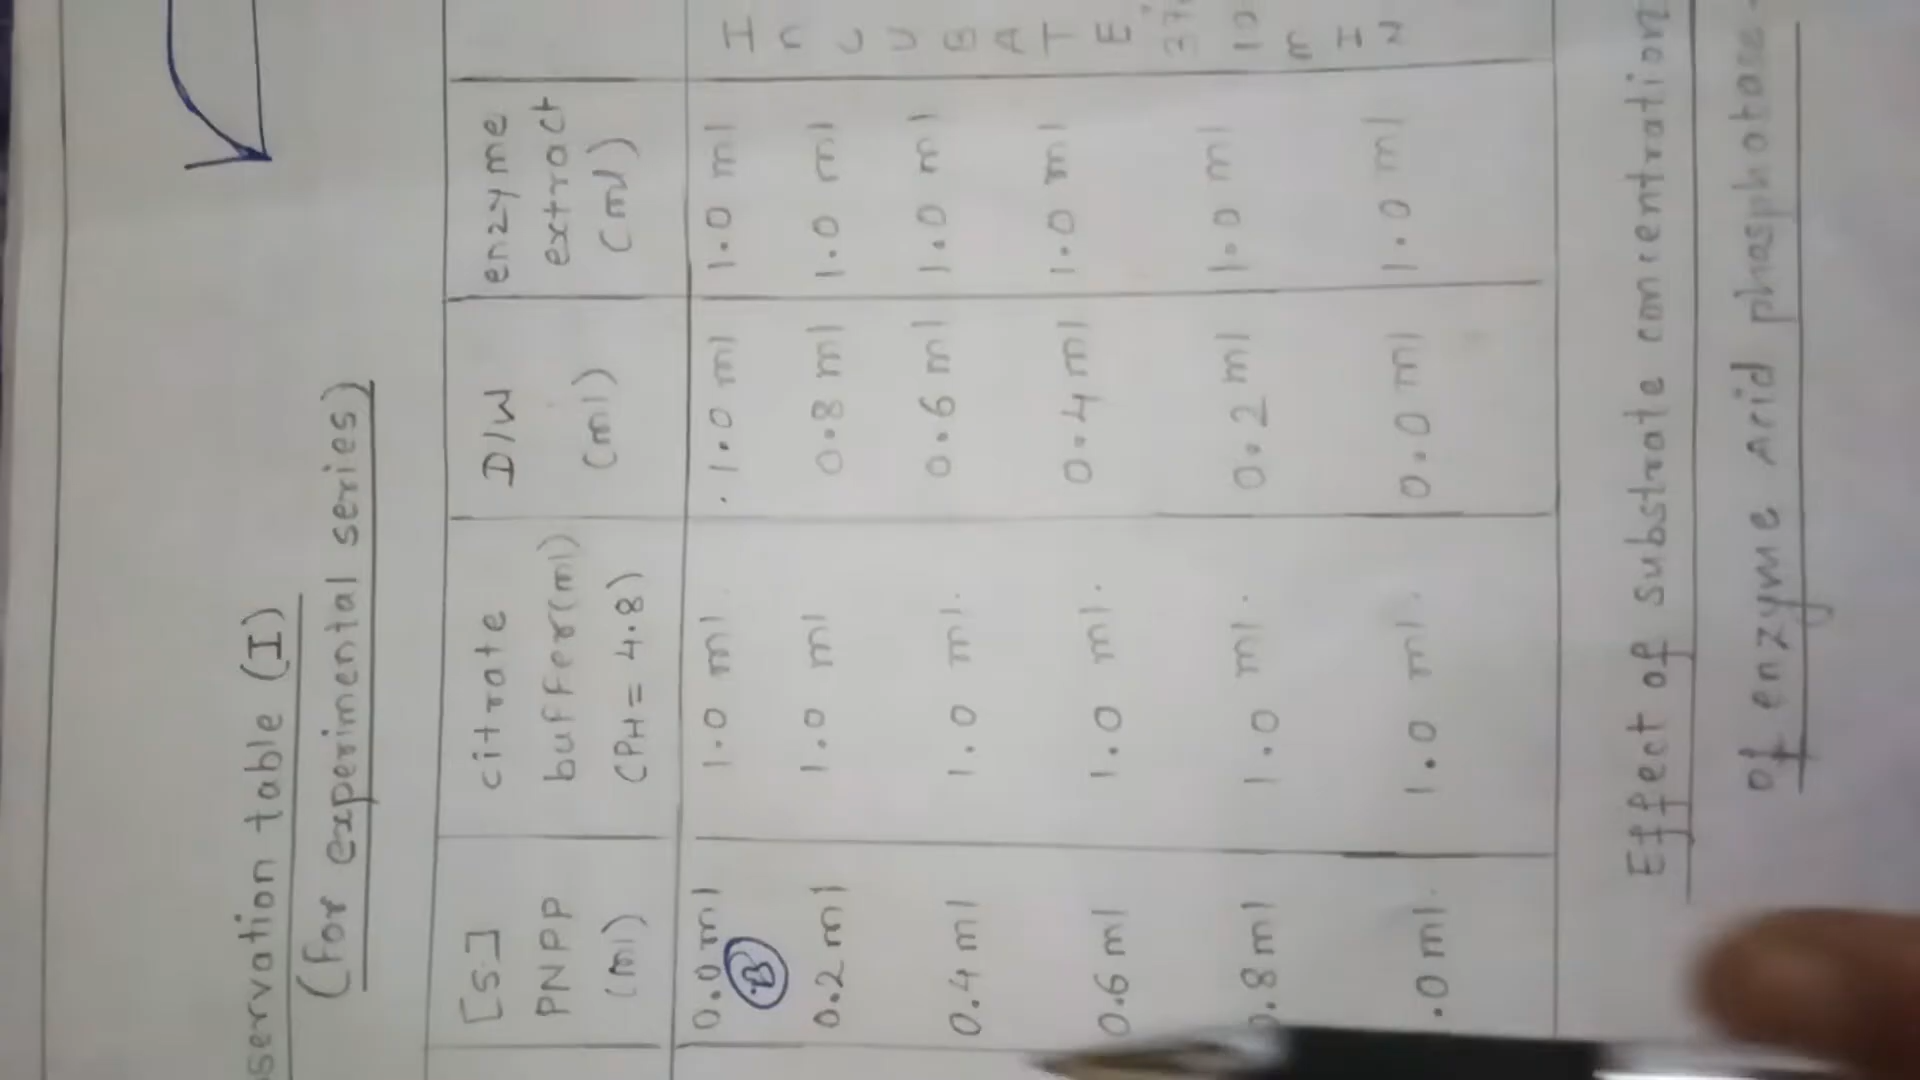 servation table (I)
(for experimental series)
[S] PNPP (ml) citrate buffer(ml) (PH = 4.8) D/W (ml) enzyme extract (ml)
0.0 ml 1.0 ml. 1.0 ml 1.0 ml
B
0.2 ml 1.0 ml 0.8 ml 1.0 ml
0.4 ml 1.0 ml. 0.6 ml 1.0 ml
0.6 ml 1.0 ml. 0.4 ml 1.0 ml
.8 ml 1.0 ml. 0.2 ml 1.0 ml
.0 ml. 1.0 ml. 0.0 ml 1.0 ml
I n C U B A T E 37 10 m I N
Effect of substrate concentration
of enzyme Acid phosphatase